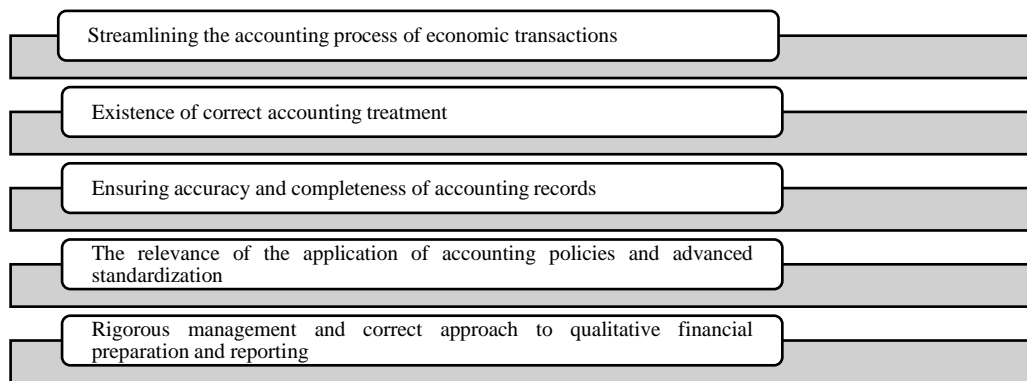 Streamlining the accounting process of economic transactions
Existence of correct accounting treatment
Ensuring accuracy and completeness of accounting records
The relevance of the application of accounting policies and advanced
standardization
Rigorous management and correct approach to qualitative financial
preparation and reporting